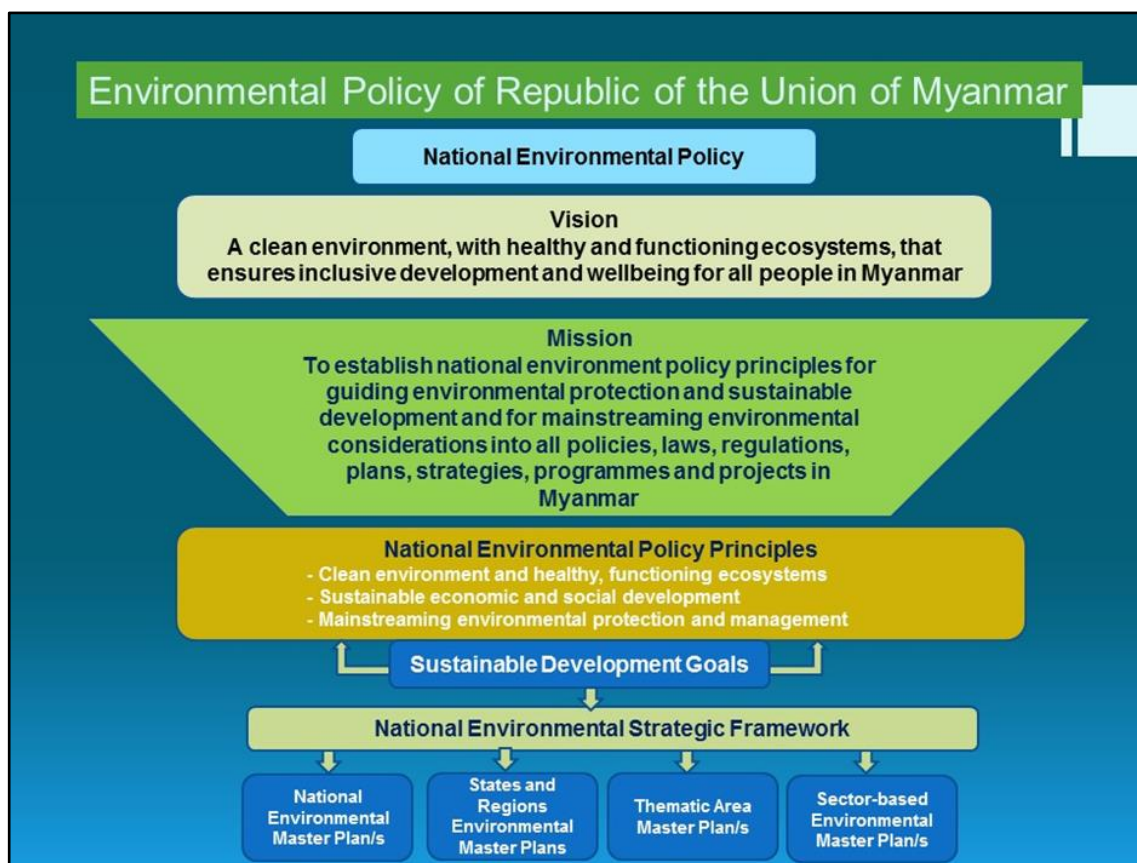 Environmental Policy of Republic of the Union of Myanmar
National Environmental Policy
Vision
A clean environment, with healthy and functioning ecosystems, that
ensures inclusive development and wellbeing for all people in Myanmar
Mission
To establish national environment policy principles for
guiding environmental protection and sustainable
development and for mainstreaming environmental
considerations into all policies, laws, regulations,
plans, strategies, programmes and projects in
Myanmar
National Environmental Policy Principles
- Clean environment and healthy, functioning ecosystems
- Sustainable economic and social development
- Mainstreaming environmental protection and management
Sustainable Development Goals
National Environmental Strategic Framework
National
Environmental
Master Plan/s
States and
Regions
Environmental
Master Plans
Thematic Area
Master Plan/s
Sector-based
Environmental
Master Plan/s